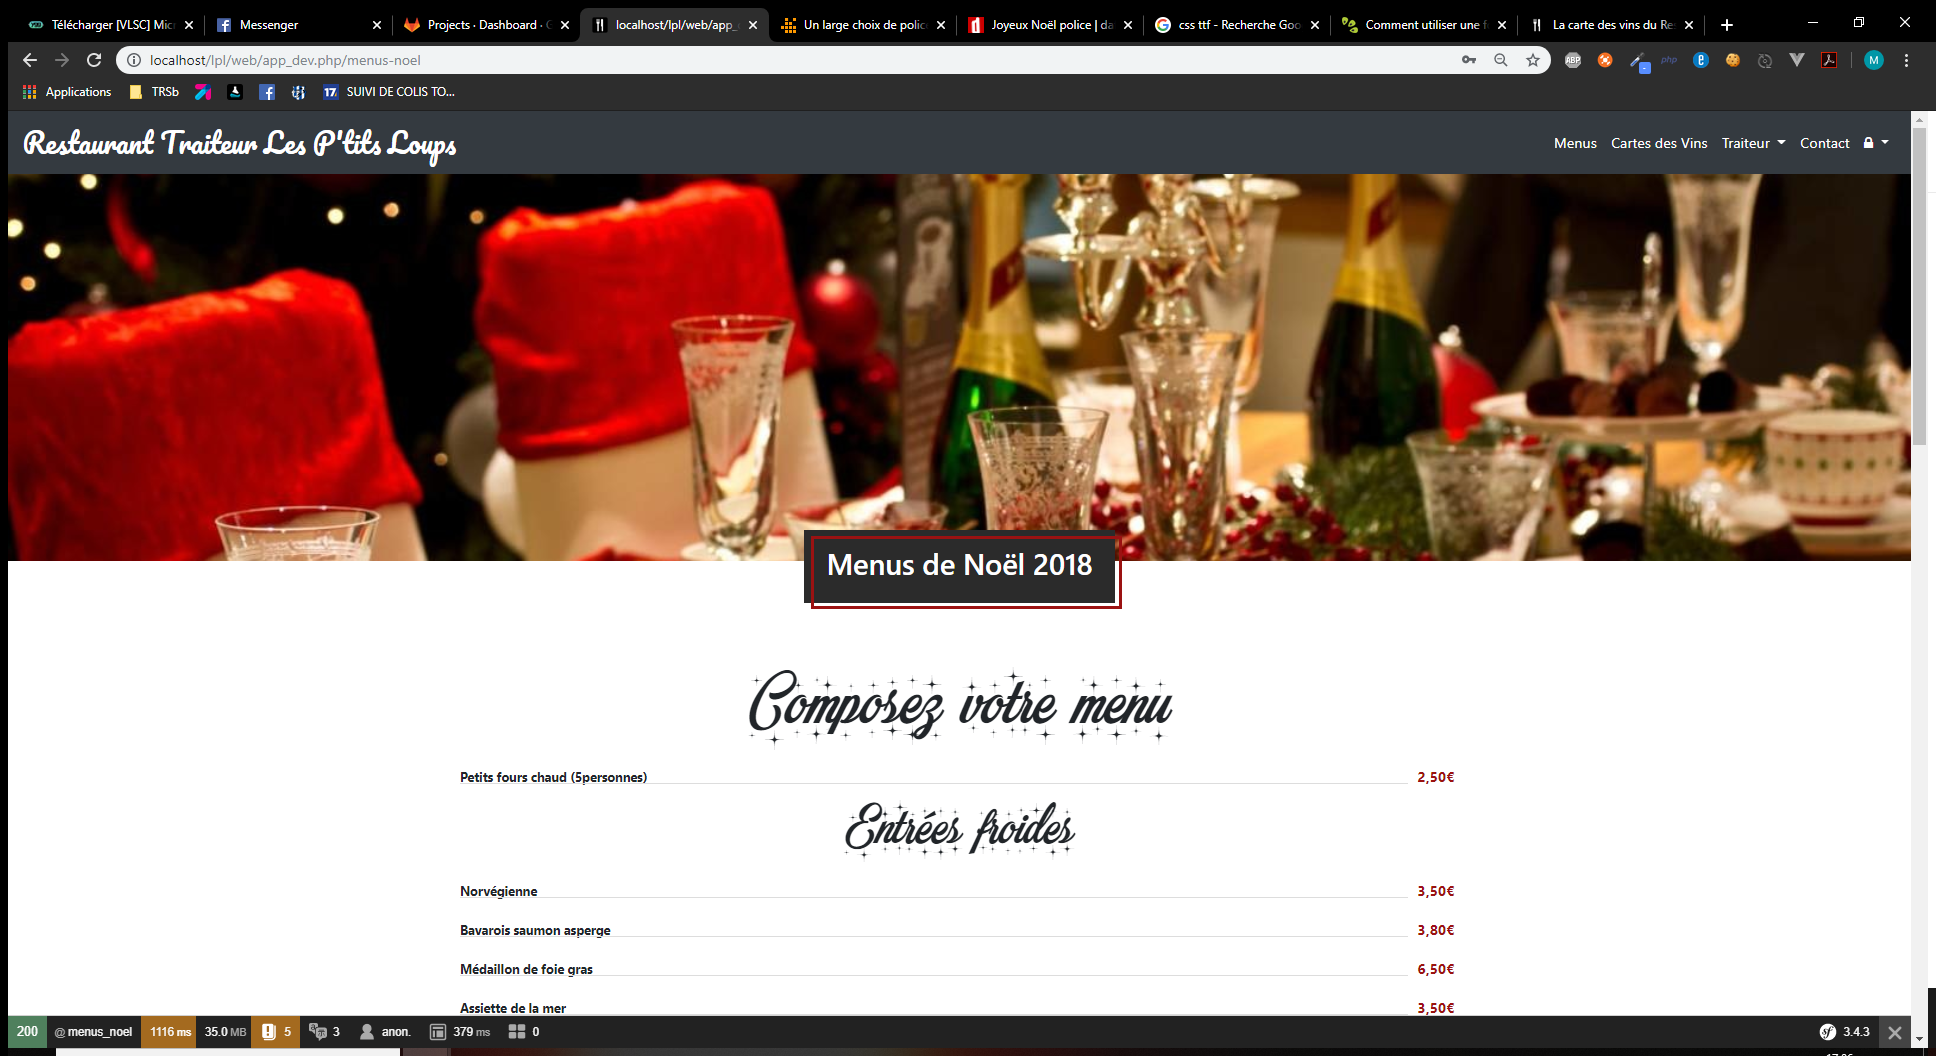 Télécharger [VLSC] Mic
Messenger
Projects · Dashboard ·
localhost/lpl/web/app_
Un large choix de polic
Joyeux Noël police | da
css ttf - Recherche Goo
Comment utiliser une
La carte des vins du Re
localhost/lpl/web/app_dev.php/menus-noel
ABP
php
M
Applications
TRSb
17
SUIVI DE COLIS TO...
Restaurant Traiteur Les P'tits Loups
Menus
Cartes des Vins
Traiteur
Contact
Menus de Noël 2018
Composez votre menu
Petits fours chaud (5personnes) 2,50€
Entrées froides
Norvégienne 3,50€
Bavarois saumon asperge 3,80€
Médaillon de foie gras 6,50€
Assiette de la mer 3,50€
200 @ menus_noel 1116 ms 35.0 MB 5 3 anon. 379 ms 0 sf 3.4.3